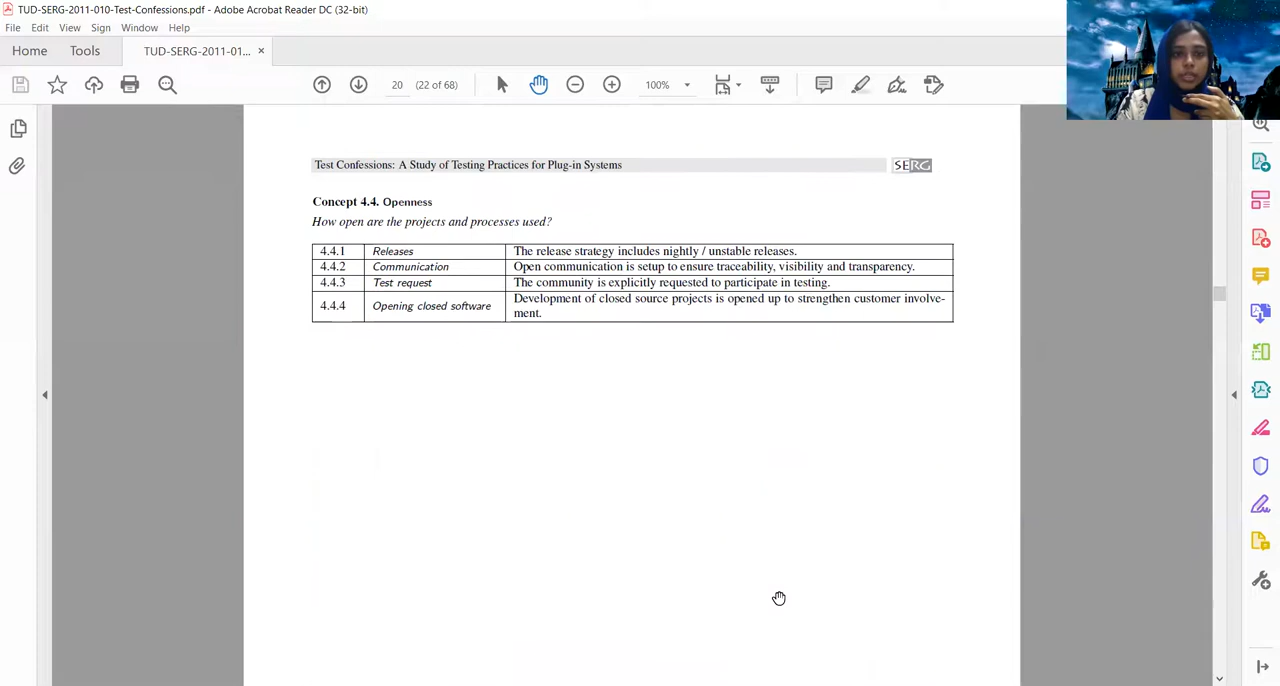 TUD-SERG-2011-010-Test-Confessions.pdf - Adobe Acrobat Reader DC (32-bit)
File Edit View Sign Window Help
Home Tools TUD-SERG-2011-01... ×
20 (22 of 68) 100%
Test Confessions: A Study of Testing Practices for Plug-in Systems SERG
Concept 4.4. Openness
How open are the projects and processes used?
4.4.1 Releases The release strategy includes nightly / unstable releases.
4.4.2 Communication Open communication is setup to ensure traceability, visibility and transparency.
4.4.3 Test request The community is explicitly requested to participate in testing.
4.4.4 Opening closed software Development of closed source projects is opened up to strengthen customer involve-
ment.